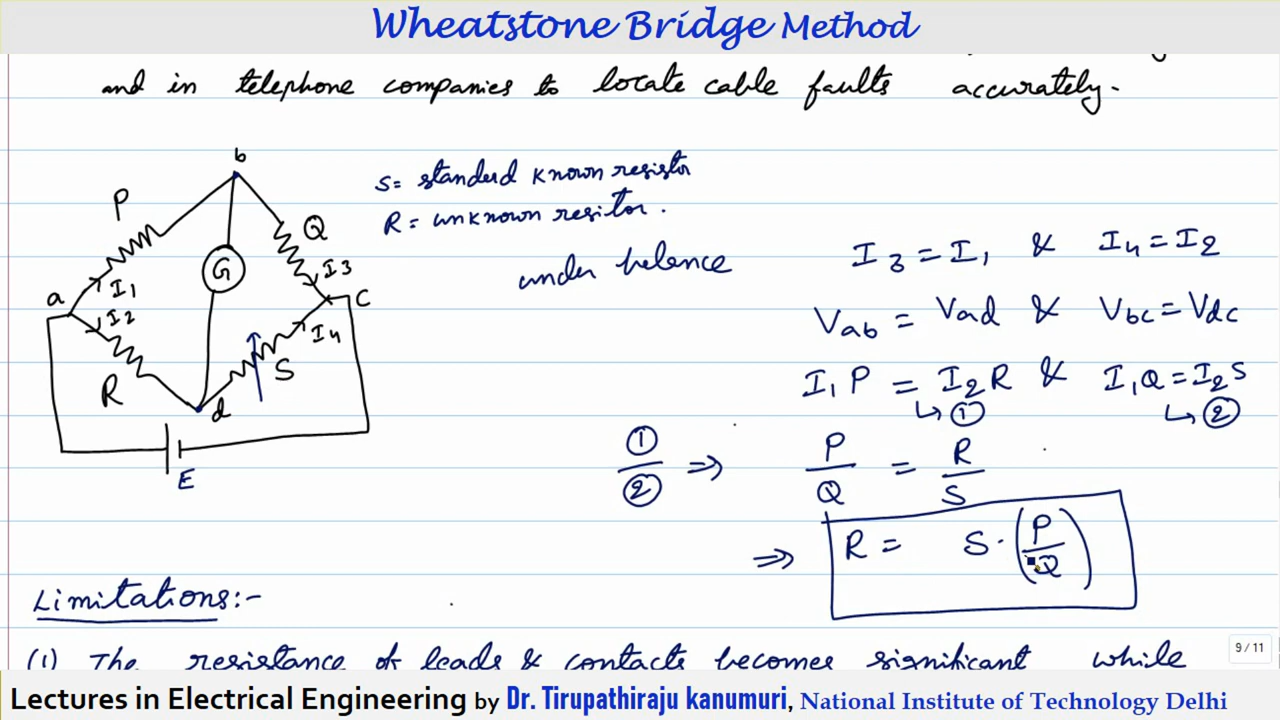 Wheatstone Bridge Method
and in telephone companies to locate cable faults accurately.
b
P
Q
G
a
I1
I2
I3
C
I4
S
R
d
E
S= standerd known resistor
R = unknown resitor.
under belence
I3 = I1 & I4 = I2
Vab = Vad & Vbc = Vdc
I1 P = I2 R & I1 Q = I2 S
↳ ① ↳ ②
①/② => P/Q = R/S
=> R = S · (P/Q)
Limitations:-
(1) The resistance of leads & contacts becomes significant while
9 / 11
Lectures in Electrical Engineering by Dr. Tirupathiraju kanumuri, National Institute of Technology Delhi